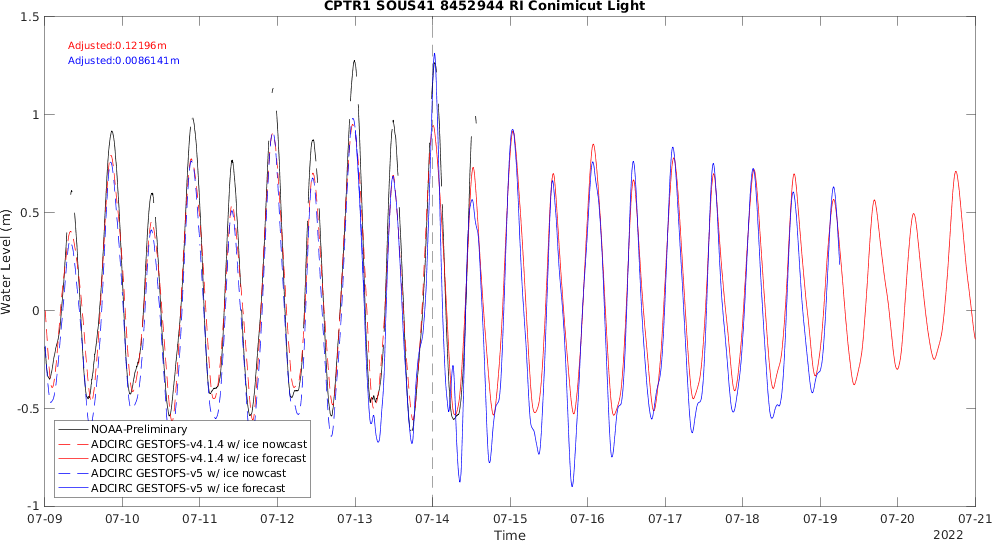 CPTR1 SOUS41 8452944 RI Conimicut Light
Adjusted:0.12196m
Adjusted:0.0086141m
1.5
1
0.5
0
-0.5
-1
Water Level (m)
NOAA-Preliminary
ADCIRC GESTOFS-v4.1.4 w/ ice nowcast
ADCIRC GESTOFS-v4.1.4 w/ ice forecast
ADCIRC GESTOFS-v5 w/ ice nowcast
ADCIRC GESTOFS-v5 w/ ice forecast
07-09 07-10 07-11 07-12 07-13 07-14 07-15 07-16 07-17 07-18 07-19 07-20 07-21
Time
2022